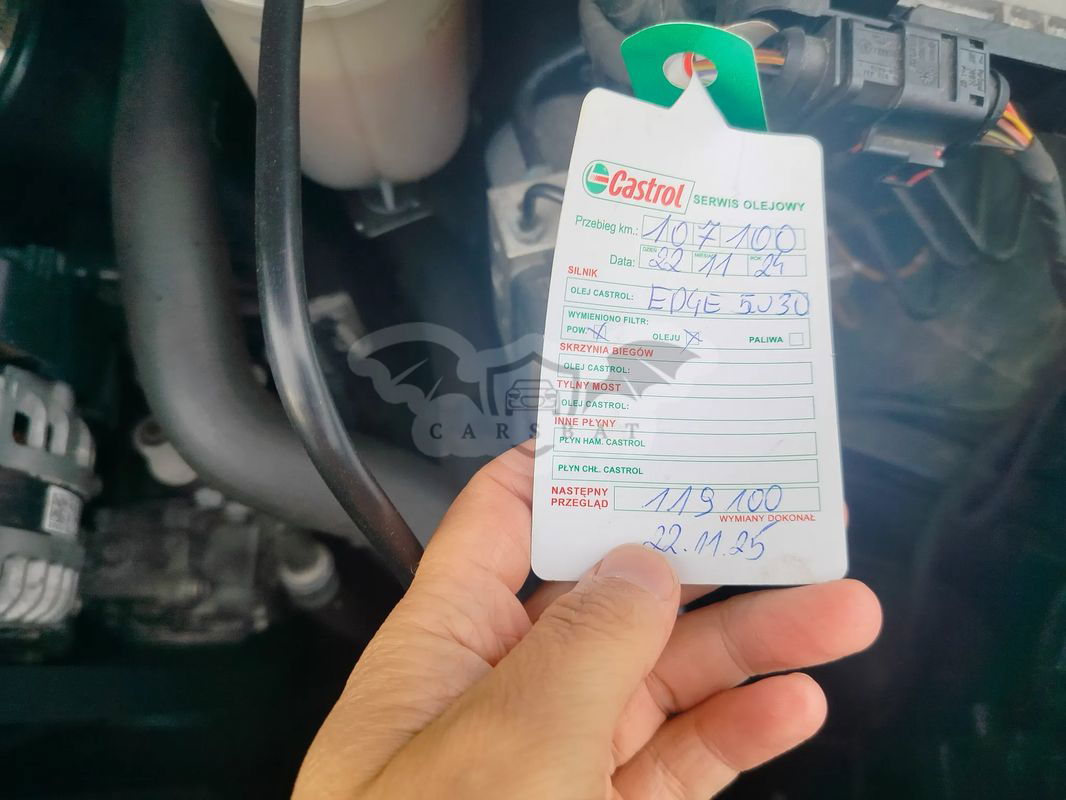 Castrol SERWIS OLEJOWY
Przebieg km.: 107100
DZIEŃ MIESIĄC ROK
Data: 22 11 24
SILNIK
OLEJ CASTROL: EDGE 5W30
WYMIENIONO FILTR:
POW. X OLEJU X PALIWA
SKRZYNIA BIEGÓW
OLEJ CASTROL:
TYLNY MOST
OLEJ CASTROL:
INNE PŁYNY
PŁYN HAM. CASTROL
PŁYN CHŁ. CASTROL
NASTĘPNY PRZEGLĄD 119100
WYMIANY DOKONAŁ
22.11.25
CARSBAT